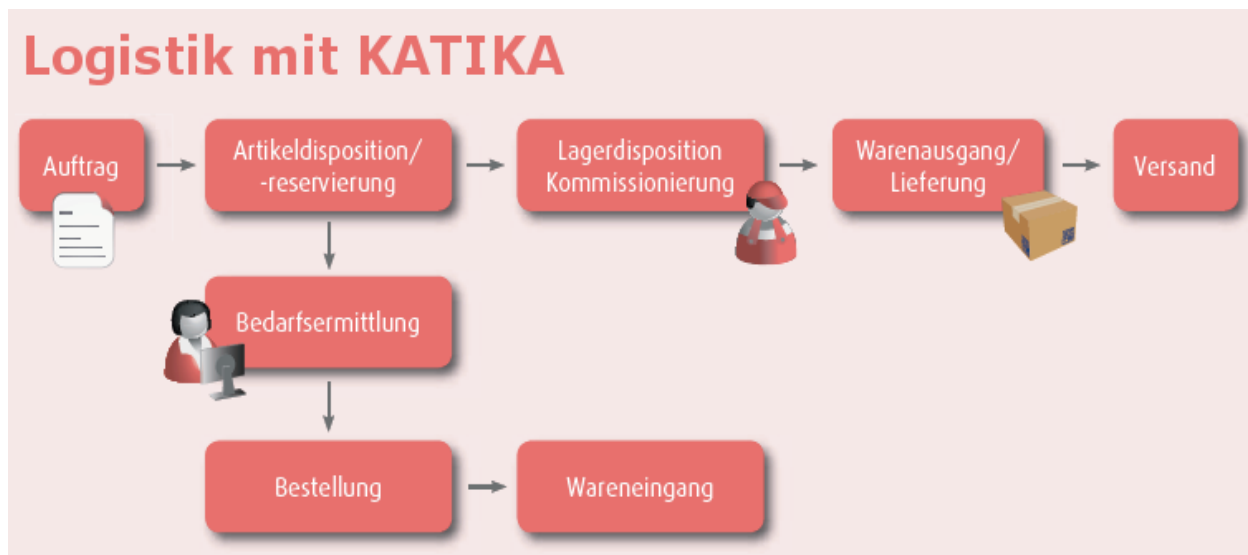 Logistik mit KATIKA
Auftrag
Artikeldisposition/
-reservierung
Lagerdisposition
Kommissionierung
Warenausgang/
Lieferung
Versand
Bedarfsermittlung
Bestellung
Wareneingang